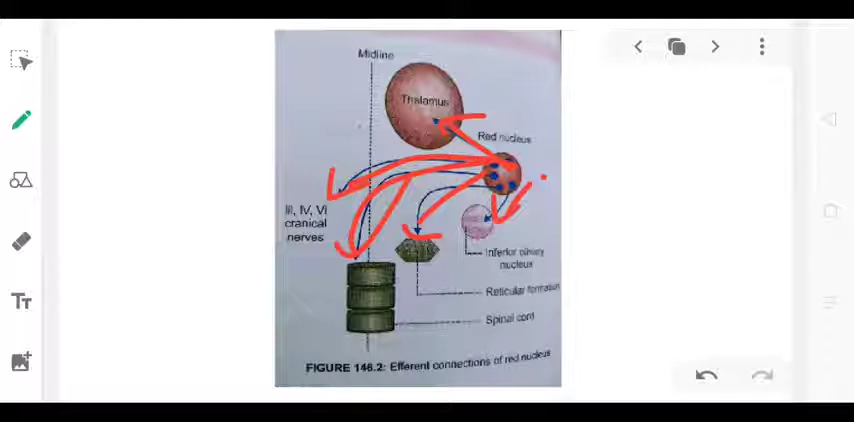 Midline
Thalamus
Red nucleus
III, IV, VI
cranial
nerves
Inferior olivary
nucleus
Reticular formation
Spinal cord
FIGURE 146.2: Efferent connections of red nucleus
TT